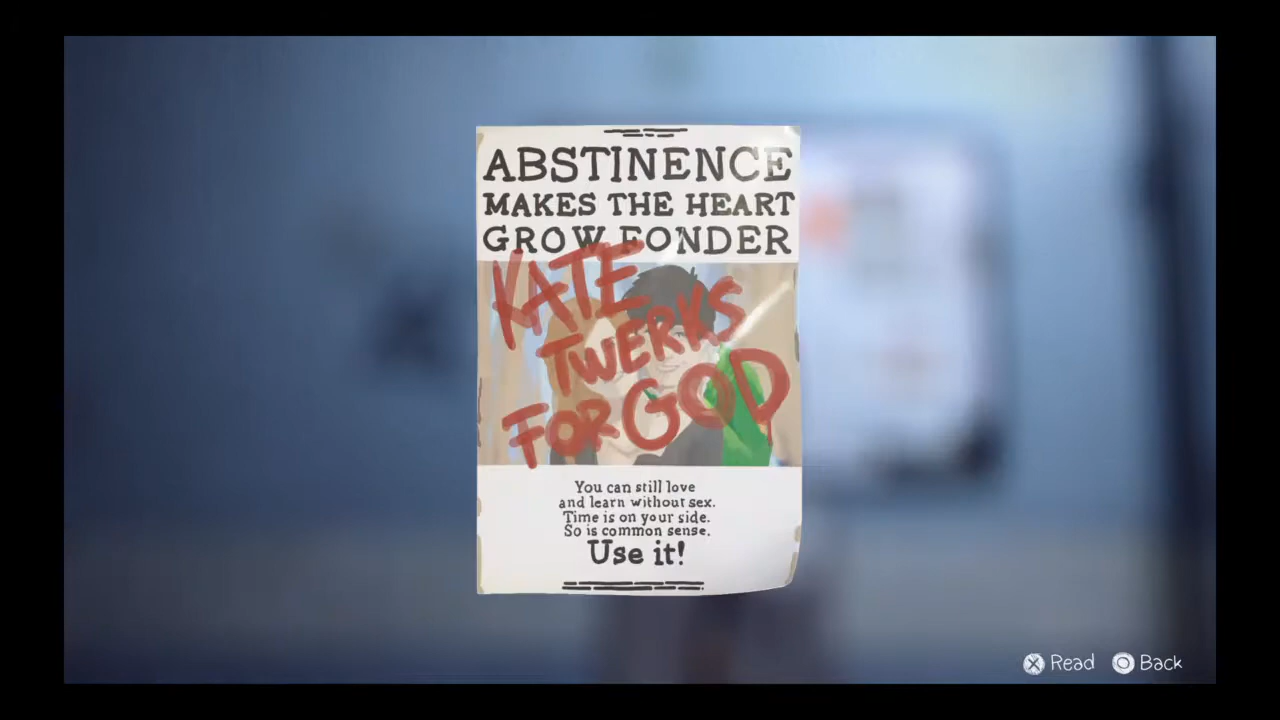 ABSTINENCE
MAKES THE HEART
GROW FONDER
KATE
TWERKS
FOR GOD
You can still love
and learn without sex.
Time is on your side.
So is common sense.
Use it!
Read
Back